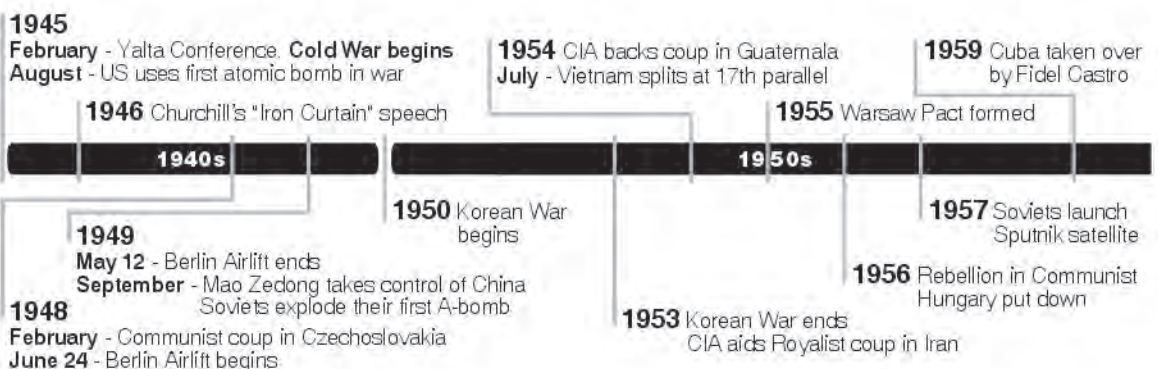 1945
February - Yalta Conference. Cold War begins
August - US uses first atomic bomb in war
1946 Churchill's "Iron Curtain" speech
1954 CIA backs coup in Guatemala
July - Vietnam splits at 17th parallel
1959 Cuba taken over
by Fidel Castro
1955 Warsaw Pact formed
1940s
1950s
1950 Korean War
begins
1957 Soviets launch
Sputnik satellite
1949
May 12 - Berlin Airlift ends
September - Mao Zedong takes control of China
Soviets explode their first A-bomb
1956 Rebellion in Communist
Hungary put down
1948
February - Communist coup in Czechoslovakia
June 24 - Berlin Airlift begins
1953 Korean War ends
CIA aids Royalist coup in Iran